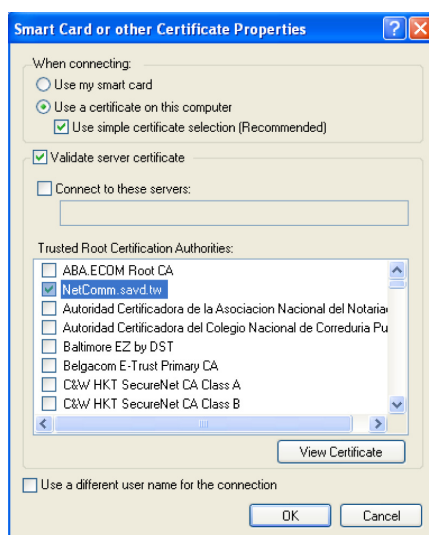 Smart Card or other Certificate Properties
When connecting:
Use my smart card
Use a certificate on this computer
Use simple certificate selection (Recommended)
Validate server certificate
Connect to these servers:
Trusted Root Certification Authorities:
ABA.ECOM Root CA
NetComm.savd.tw
Autoridad Certificadora de la Asociacion Nacional del Notaria
Autoridad Certificadora del Colegio Nacional de Correduria Pu
Baltimore EZ by DST
Belgacom E-Trust Primary CA
C&W HKT SecureNet CA Class A
C&W HKT SecureNet CA Class B
View Certificate
Use a different user name for the connection
OK Cancel